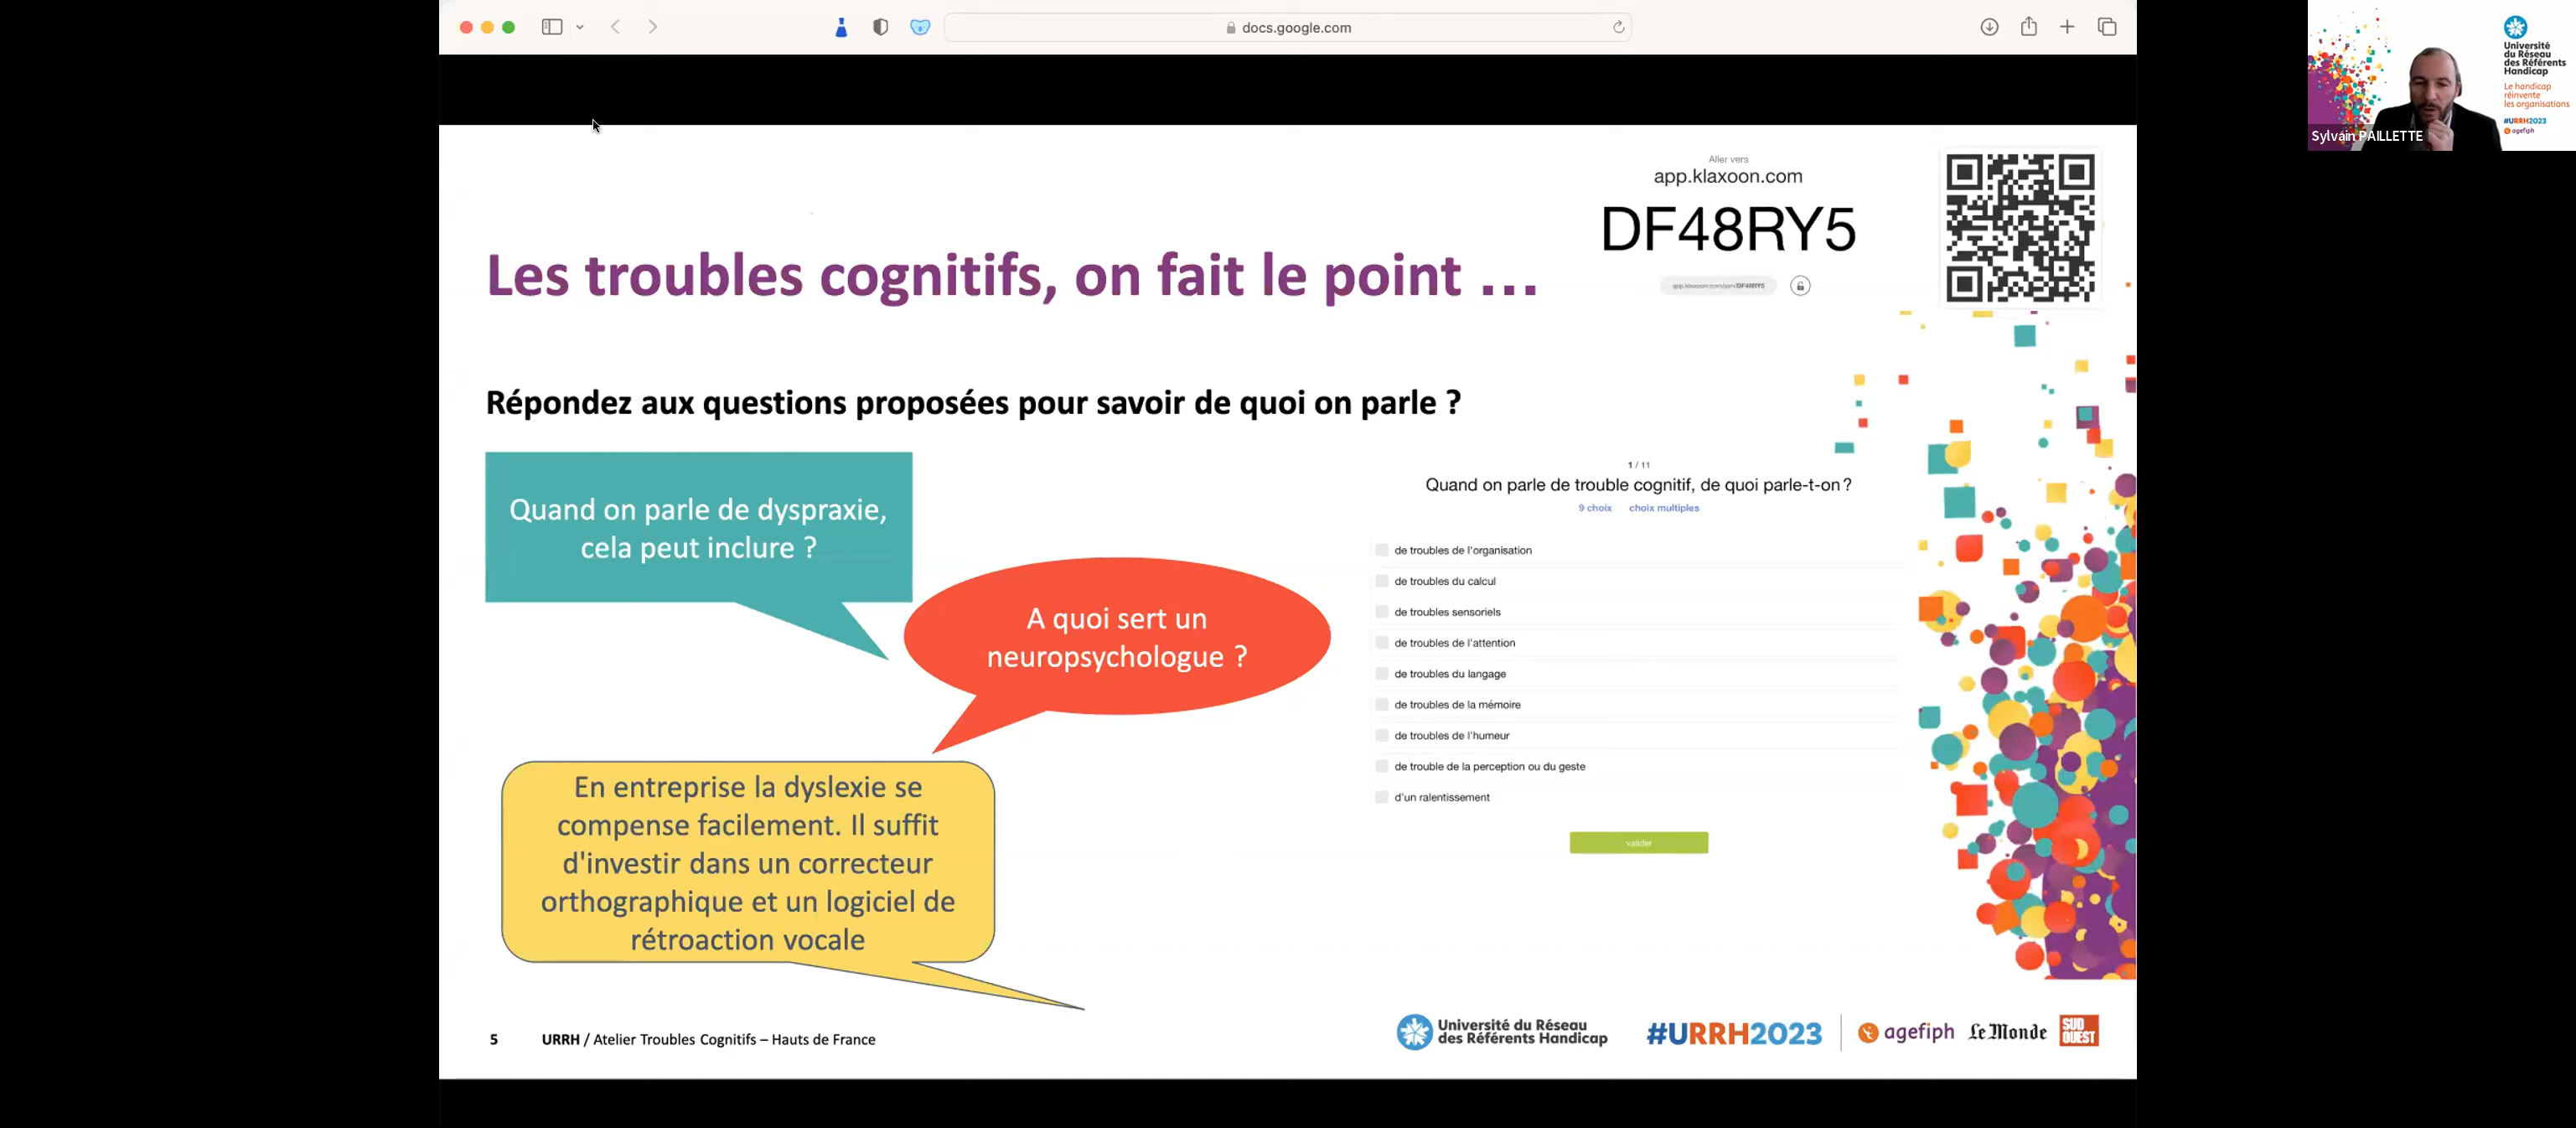 docs.google.com
Université
du Réseau
des Référents
Handicap
Le handicap
réinvente
les organisations
#URRH2023
agefiph
Sylvain PAILLETTE
Aller vers
app.klaxoon.com
DF48RY5
app.klaxoon.com/join/DF48RY5
Les troubles cognitifs, on fait le point ...
Répondez aux questions proposées pour savoir de quoi on parle ?
Quand on parle de dyspraxie,
cela peut inclure ?
A quoi sert un
neuropsychologue ?
En entreprise la dyslexie se
compense facilement. Il suffit
d'investir dans un correcteur
orthographique et un logiciel de
rétroaction vocale
1 / 11
Quand on parle de trouble cognitif, de quoi parle-t-on ?
9 choix choix multiples
de troubles de l'organisation
de troubles du calcul
de troubles sensoriels
de troubles de l'attention
de troubles du langage
de troubles de la mémoire
de troubles de l'humeur
de trouble de la perception ou du geste
d'un ralentissement
valider
5 URRH / Atelier Troubles Cognitifs – Hauts de France
Université du Réseau
des Référents Handicap
#URRH2023
agefiph
Le Monde
SUD
OUEST